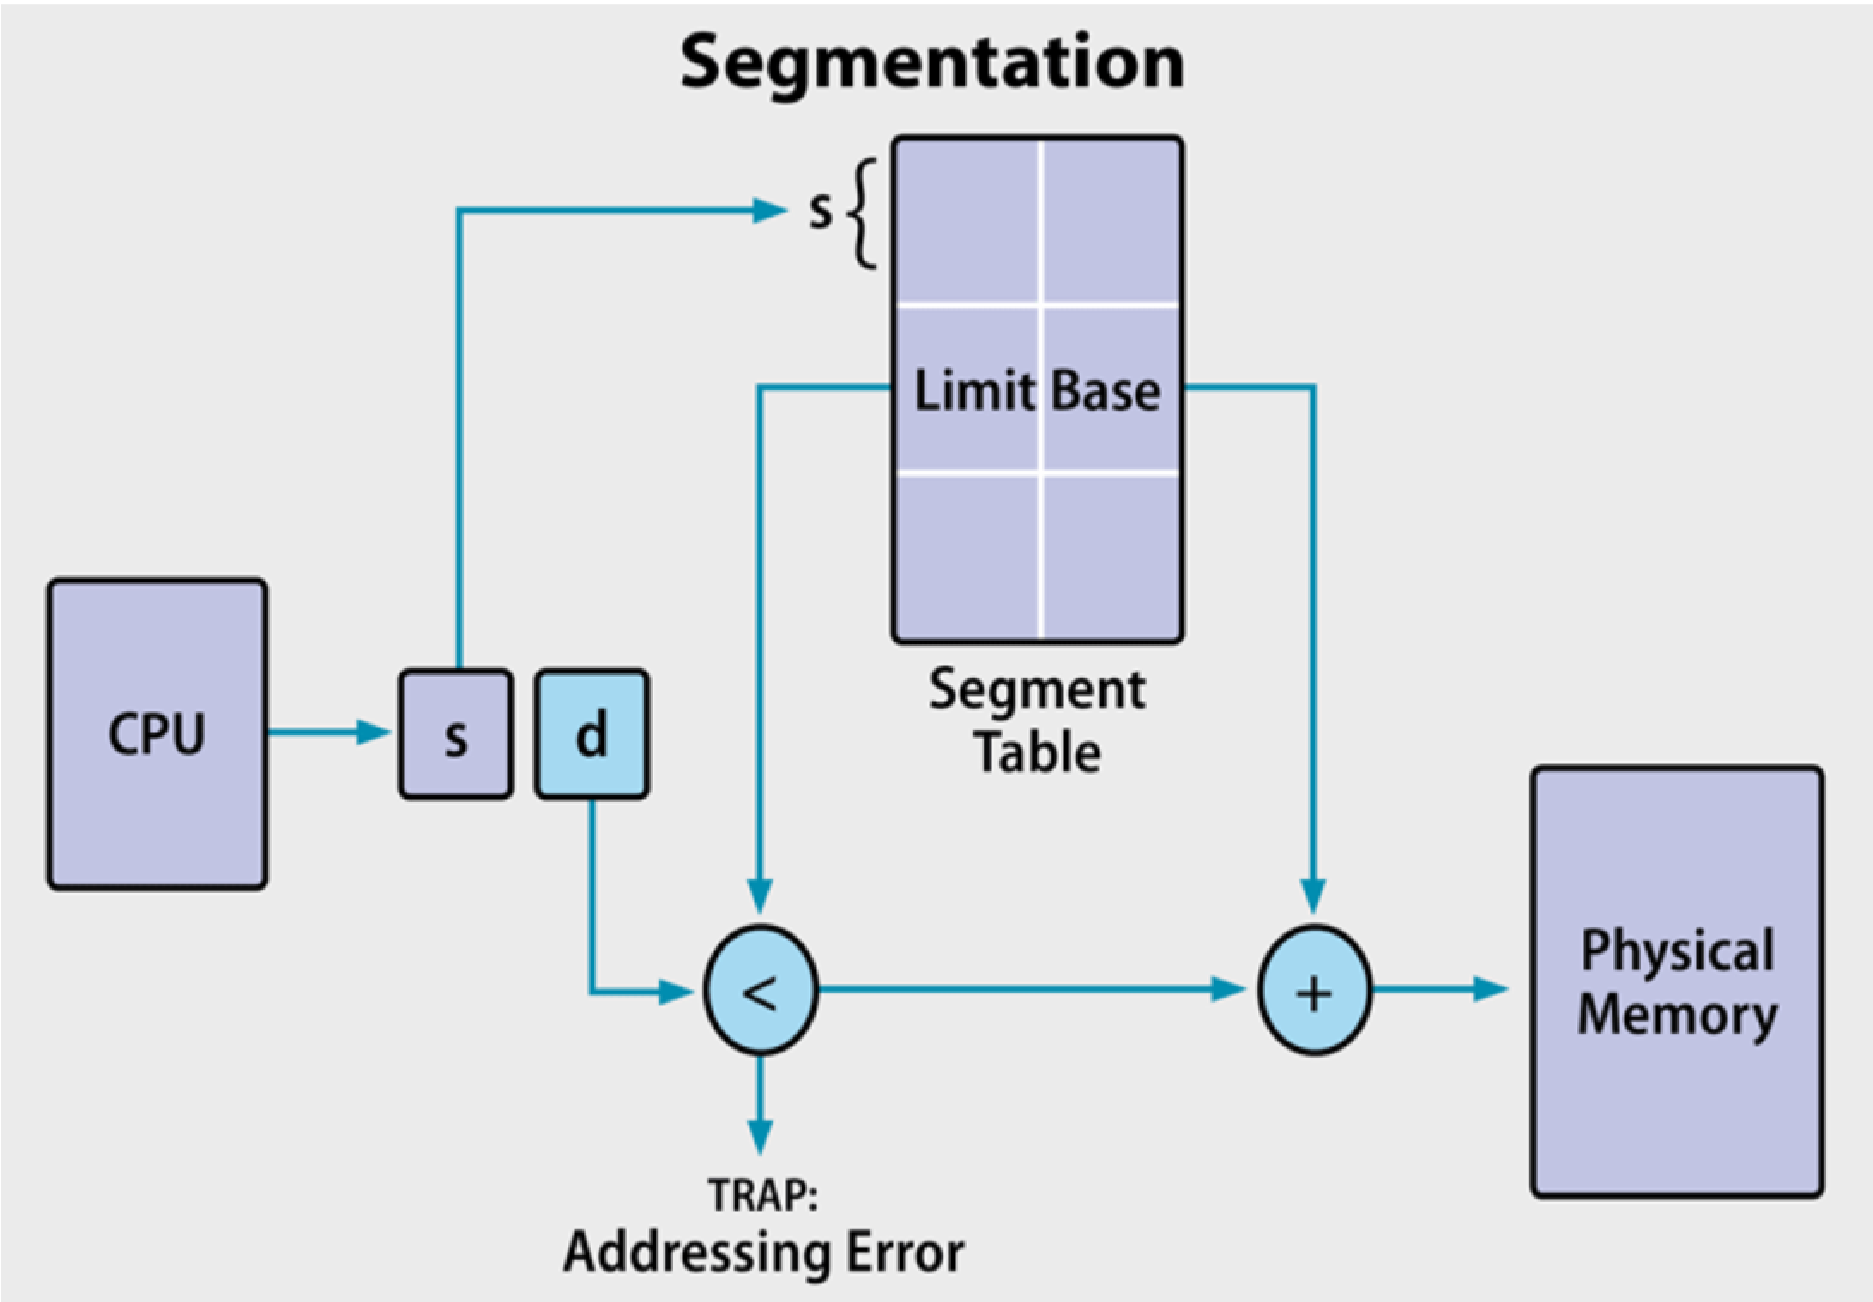 Segmentation
s {
Limit Base
Segment
Table
CPU
s
d
<
+
Physical
Memory
TRAP:
Addressing Error